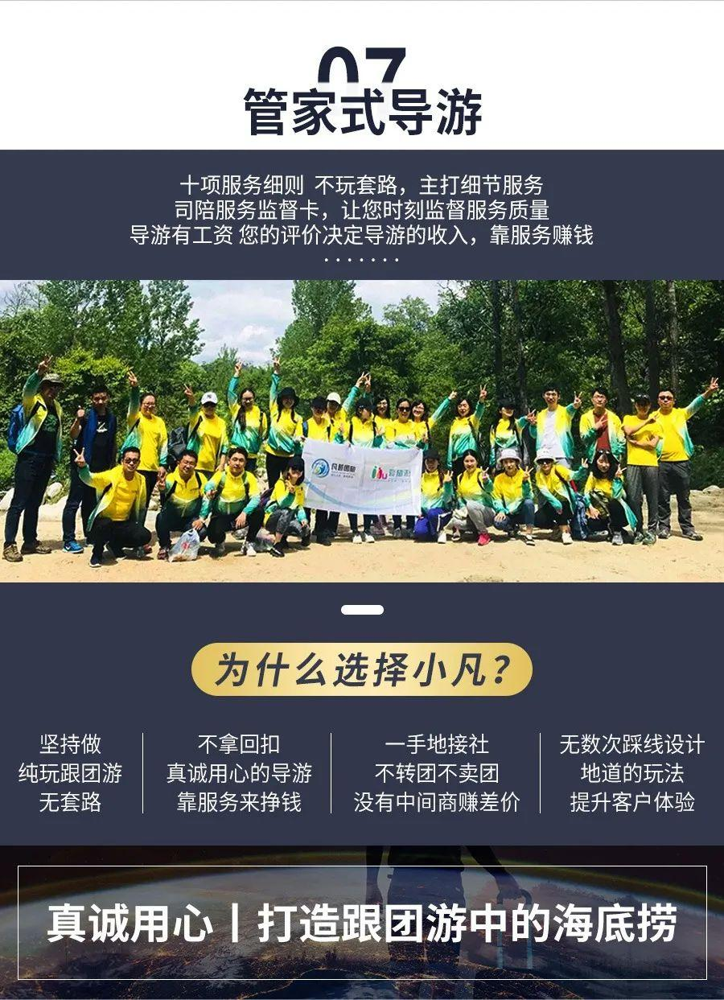 07
管家式导游
十项服务细则 不玩套路，主打细节服务
司陪服务监督卡，让您时刻监督服务质量
导游有工资 您的评价决定导游的收入，靠服务赚钱
·······
为什么选择小凡？
坚持做
纯玩跟团游
无套路
不拿回扣
真诚用心的导游
靠服务来挣钱
一手地接社
不转团不卖团
没有中间商赚差价
无数次踩线设计
地道的玩法
提升客户体验
真诚用心丨打造跟团游中的海底捞